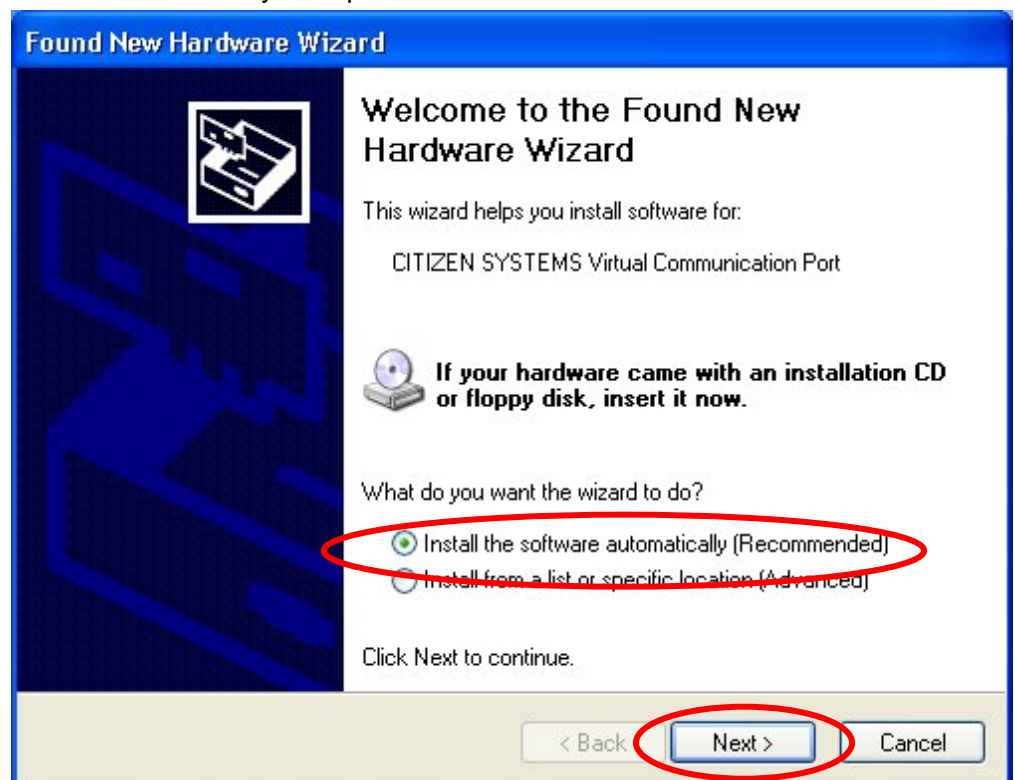 Found New Hardware Wizard
Welcome to the Found New
Hardware Wizard
This wizard helps you install software for:
CITIZEN SYSTEMS Virtual Communication Port
If your hardware came with an installation CD
or floppy disk, insert it now.
What do you want the wizard to do?
Install the software automatically (Recommended)
Install from a list or specific location (Advanced)
Click Next to continue.
< Back Next > Cancel